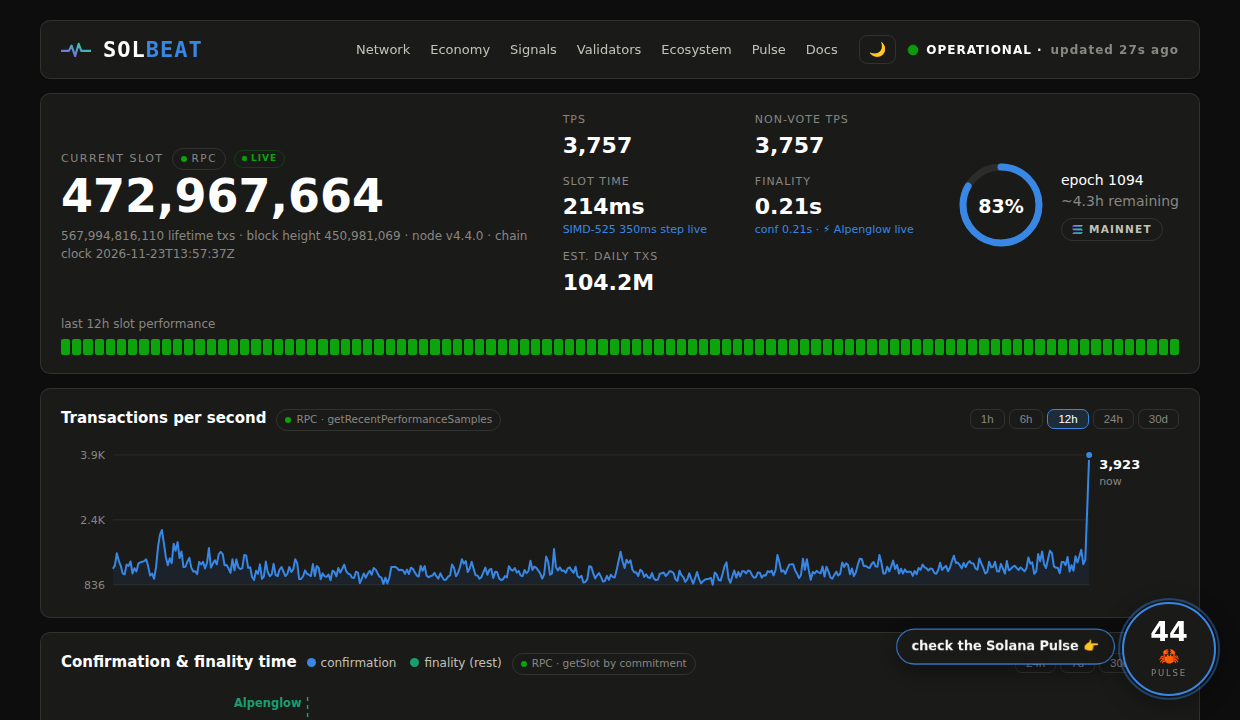 SOLBEAT
Network Economy Signals Validators Ecosystem Pulse Docs
OPERATIONAL · updated 27s ago
CURRENT SLOT RPC LIVE
472,967,664
567,994,816,110 lifetime txs · block height 450,981,069 · node v4.4.0 · chain
clock 2026-11-23T13:57:37Z
TPS
3,757
NON-VOTE TPS
3,757
SLOT TIME
214ms
SIMD-525 350ms step live
FINALITY
0.21s
conf 0.21s · ⚡ Alpenglow live
EST. DAILY TXS
104.2M
83%
epoch 1094
~4.3h remaining
MAINNET
last 12h slot performance
Transactions per second RPC · getRecentPerformanceSamples
1h 6h 12h 24h 30d
3.9K
2.4K
836
3,923
now
Confirmation & finality time confirmation finality (rest) RPC · getSlot by commitment
Alpenglow
check the Solana Pulse 👉
44
🦀
PULSE